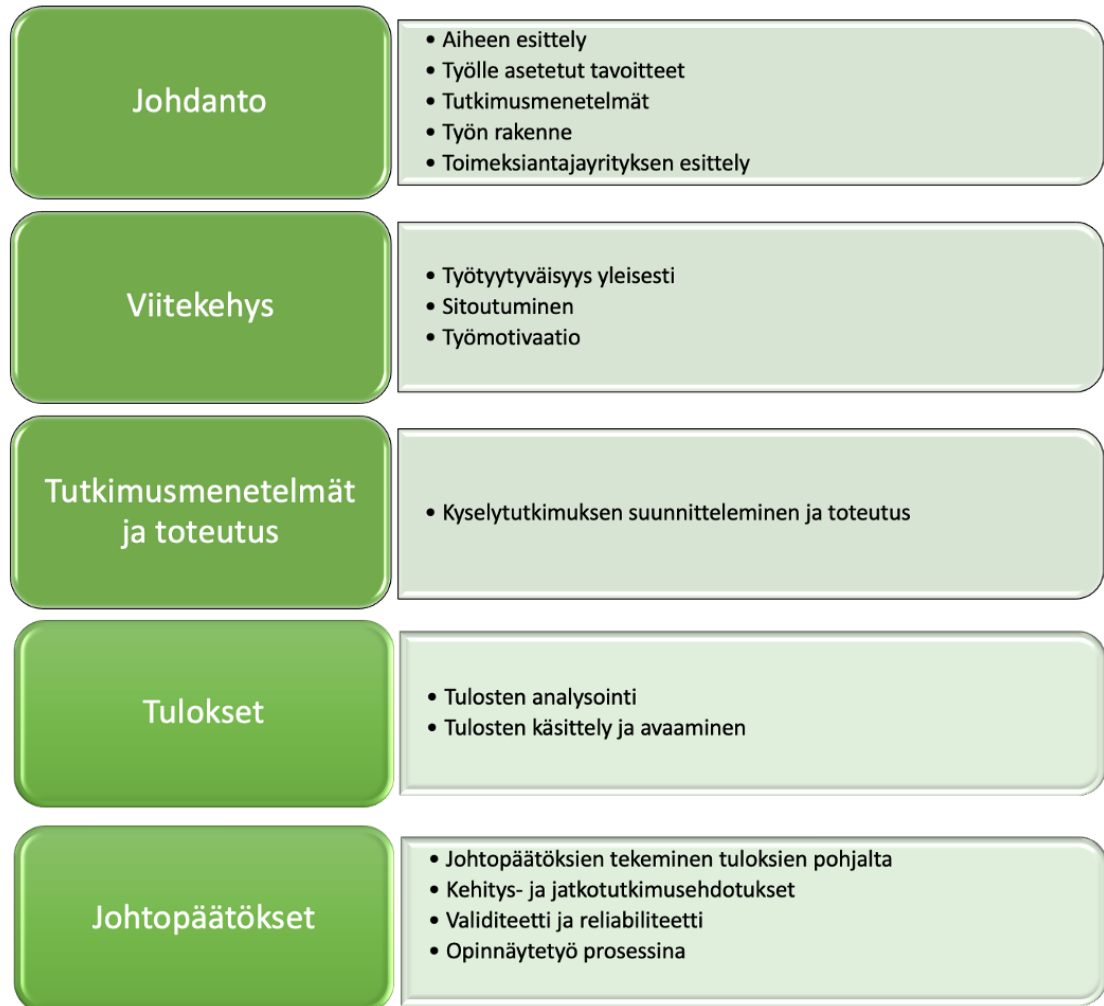 Johdanto
• Aiheen esittely
• Työlle asetetut tavoitteet
• Tutkimusmenetelmät
• Työn rakenne
• Toimeksiantajayrityksen esittely
Viitekehys
• Työtyytyväisyys yleisesti
• Sitoutuminen
• Työmotivaatio
Tutkimusmenetelmät
ja toteutus
• Kyselytutkimuksen suunnitteleminen ja toteutus
Tulokset
• Tulosten analysointi
• Tulosten käsittely ja avaaminen
Johtopäätökset
• Johtopäätöksien tekeminen tuloksien pohjalta
• Kehitys- ja jatkotutkimusehdotukset
• Validiteetti ja reliabiliteetti
• Opinnäytetyö prosessina